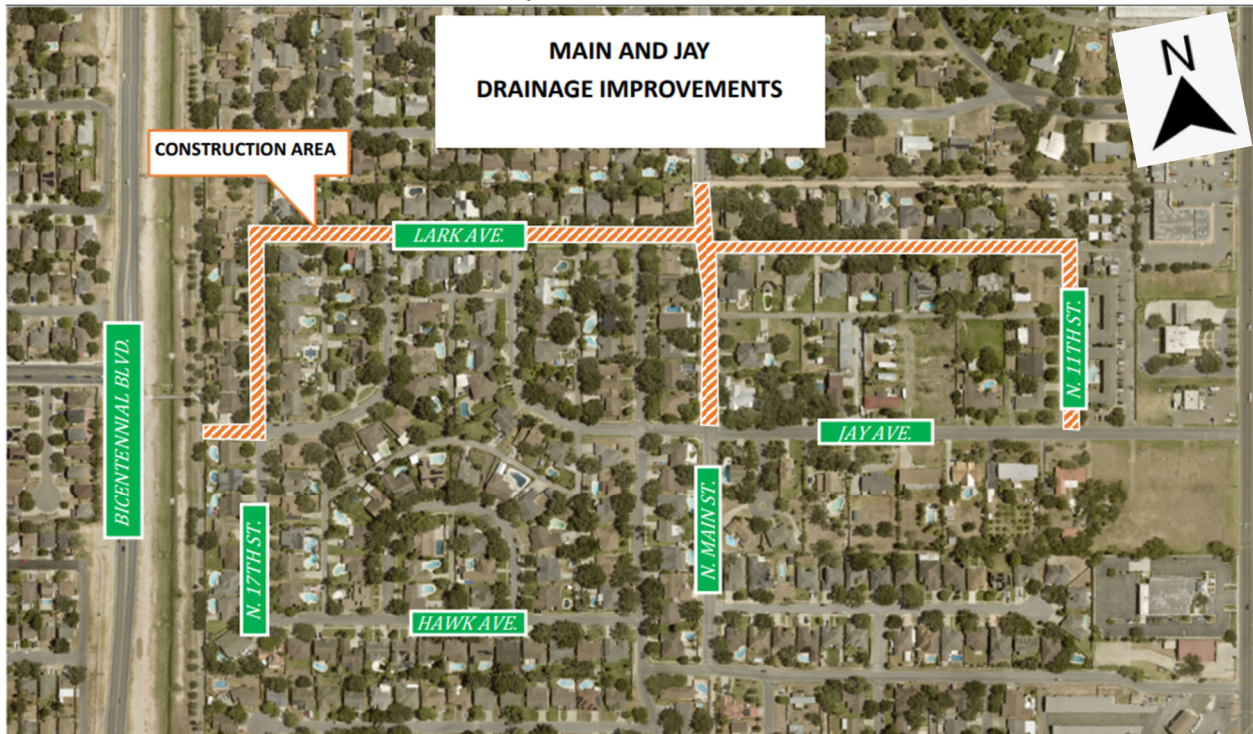 MAIN AND JAY
DRAINAGE IMPROVEMENTS
N
CONSTRUCTION AREA
LARK AVE.
BICENTENNIAL BLVD.
N. 11TH ST.
JAY AVE.
N. MAIN ST.
N. 17TH ST.
HAWK AVE.